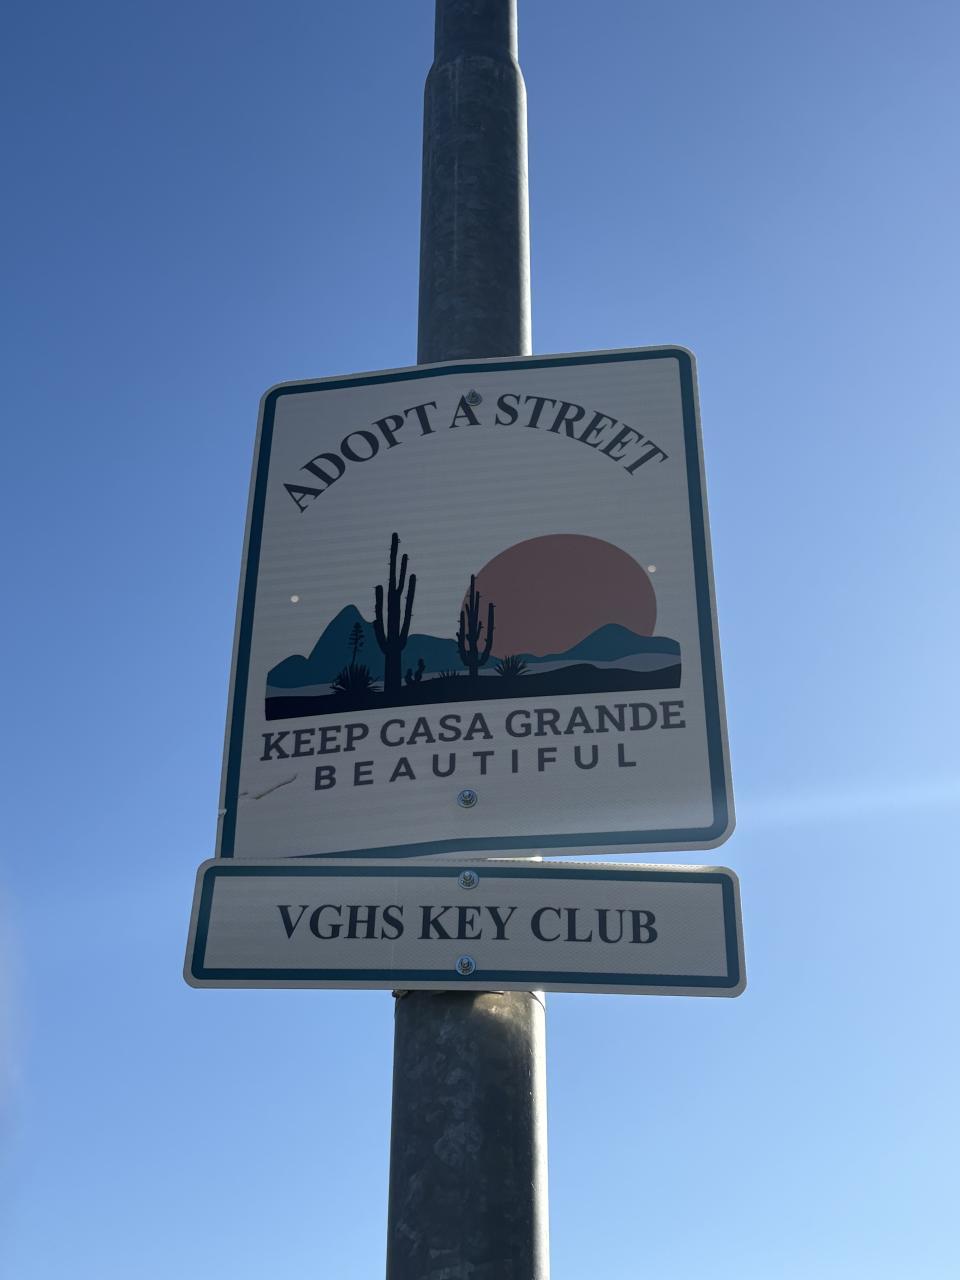 ADOPT A STREET
KEEP CASA GRANDE
BEAUTIFUL
VGHS KEY CLUB